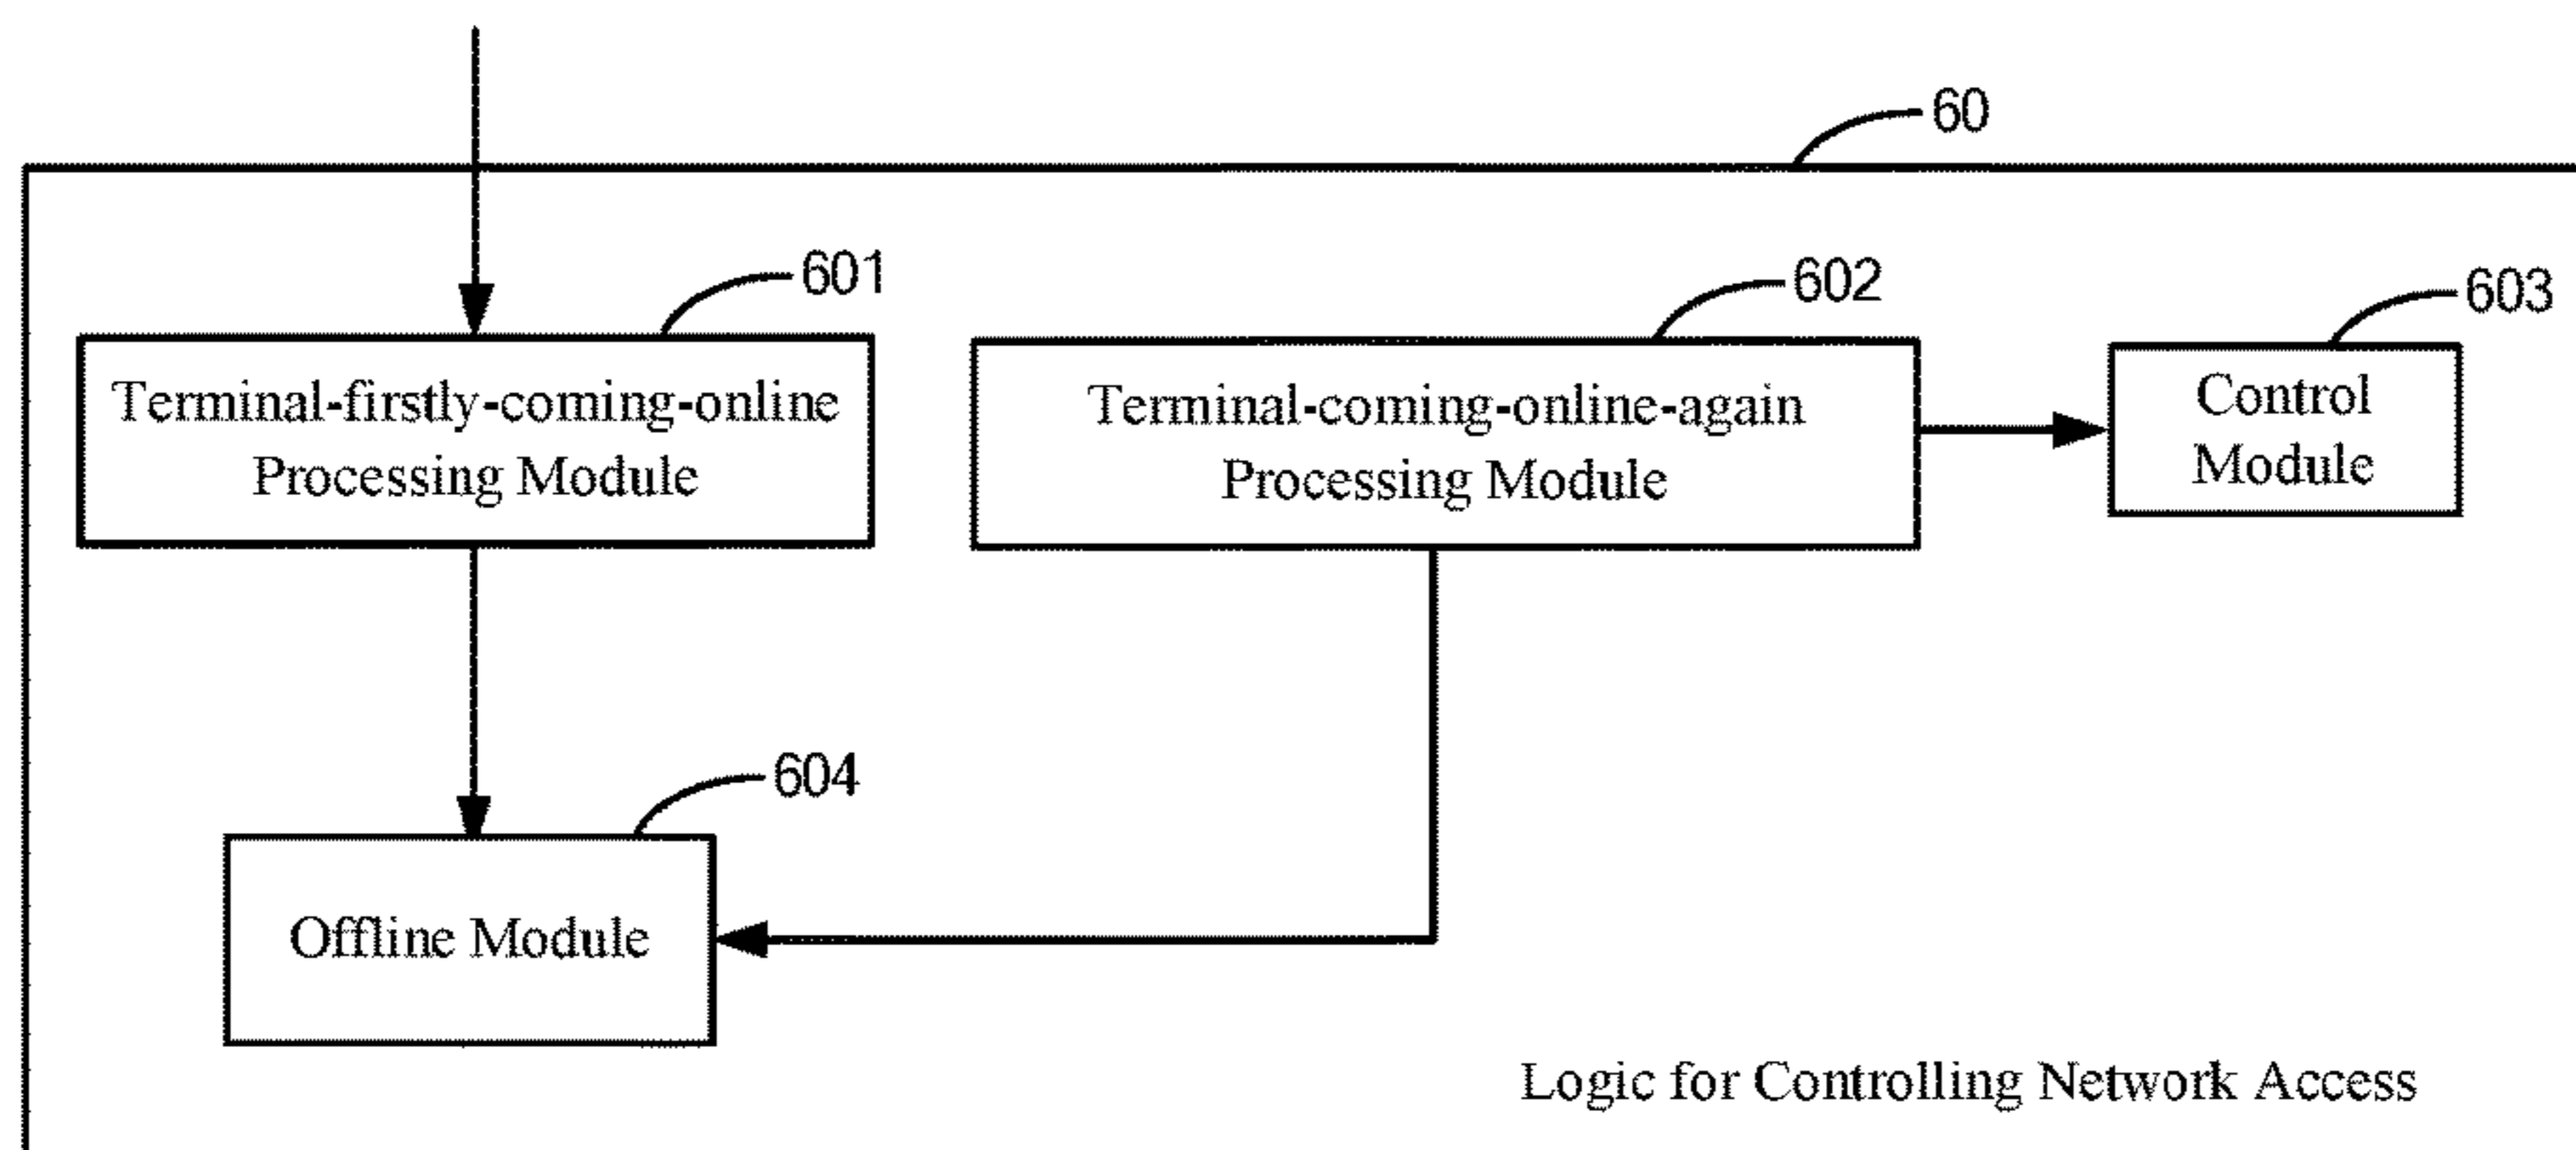 60
601
602
603
Terminal-firstly-coming-online
Processing Module
Terminal-coming-online-again
Processing Module
Control
Module
604
Offline Module
Logic for Controlling Network Access